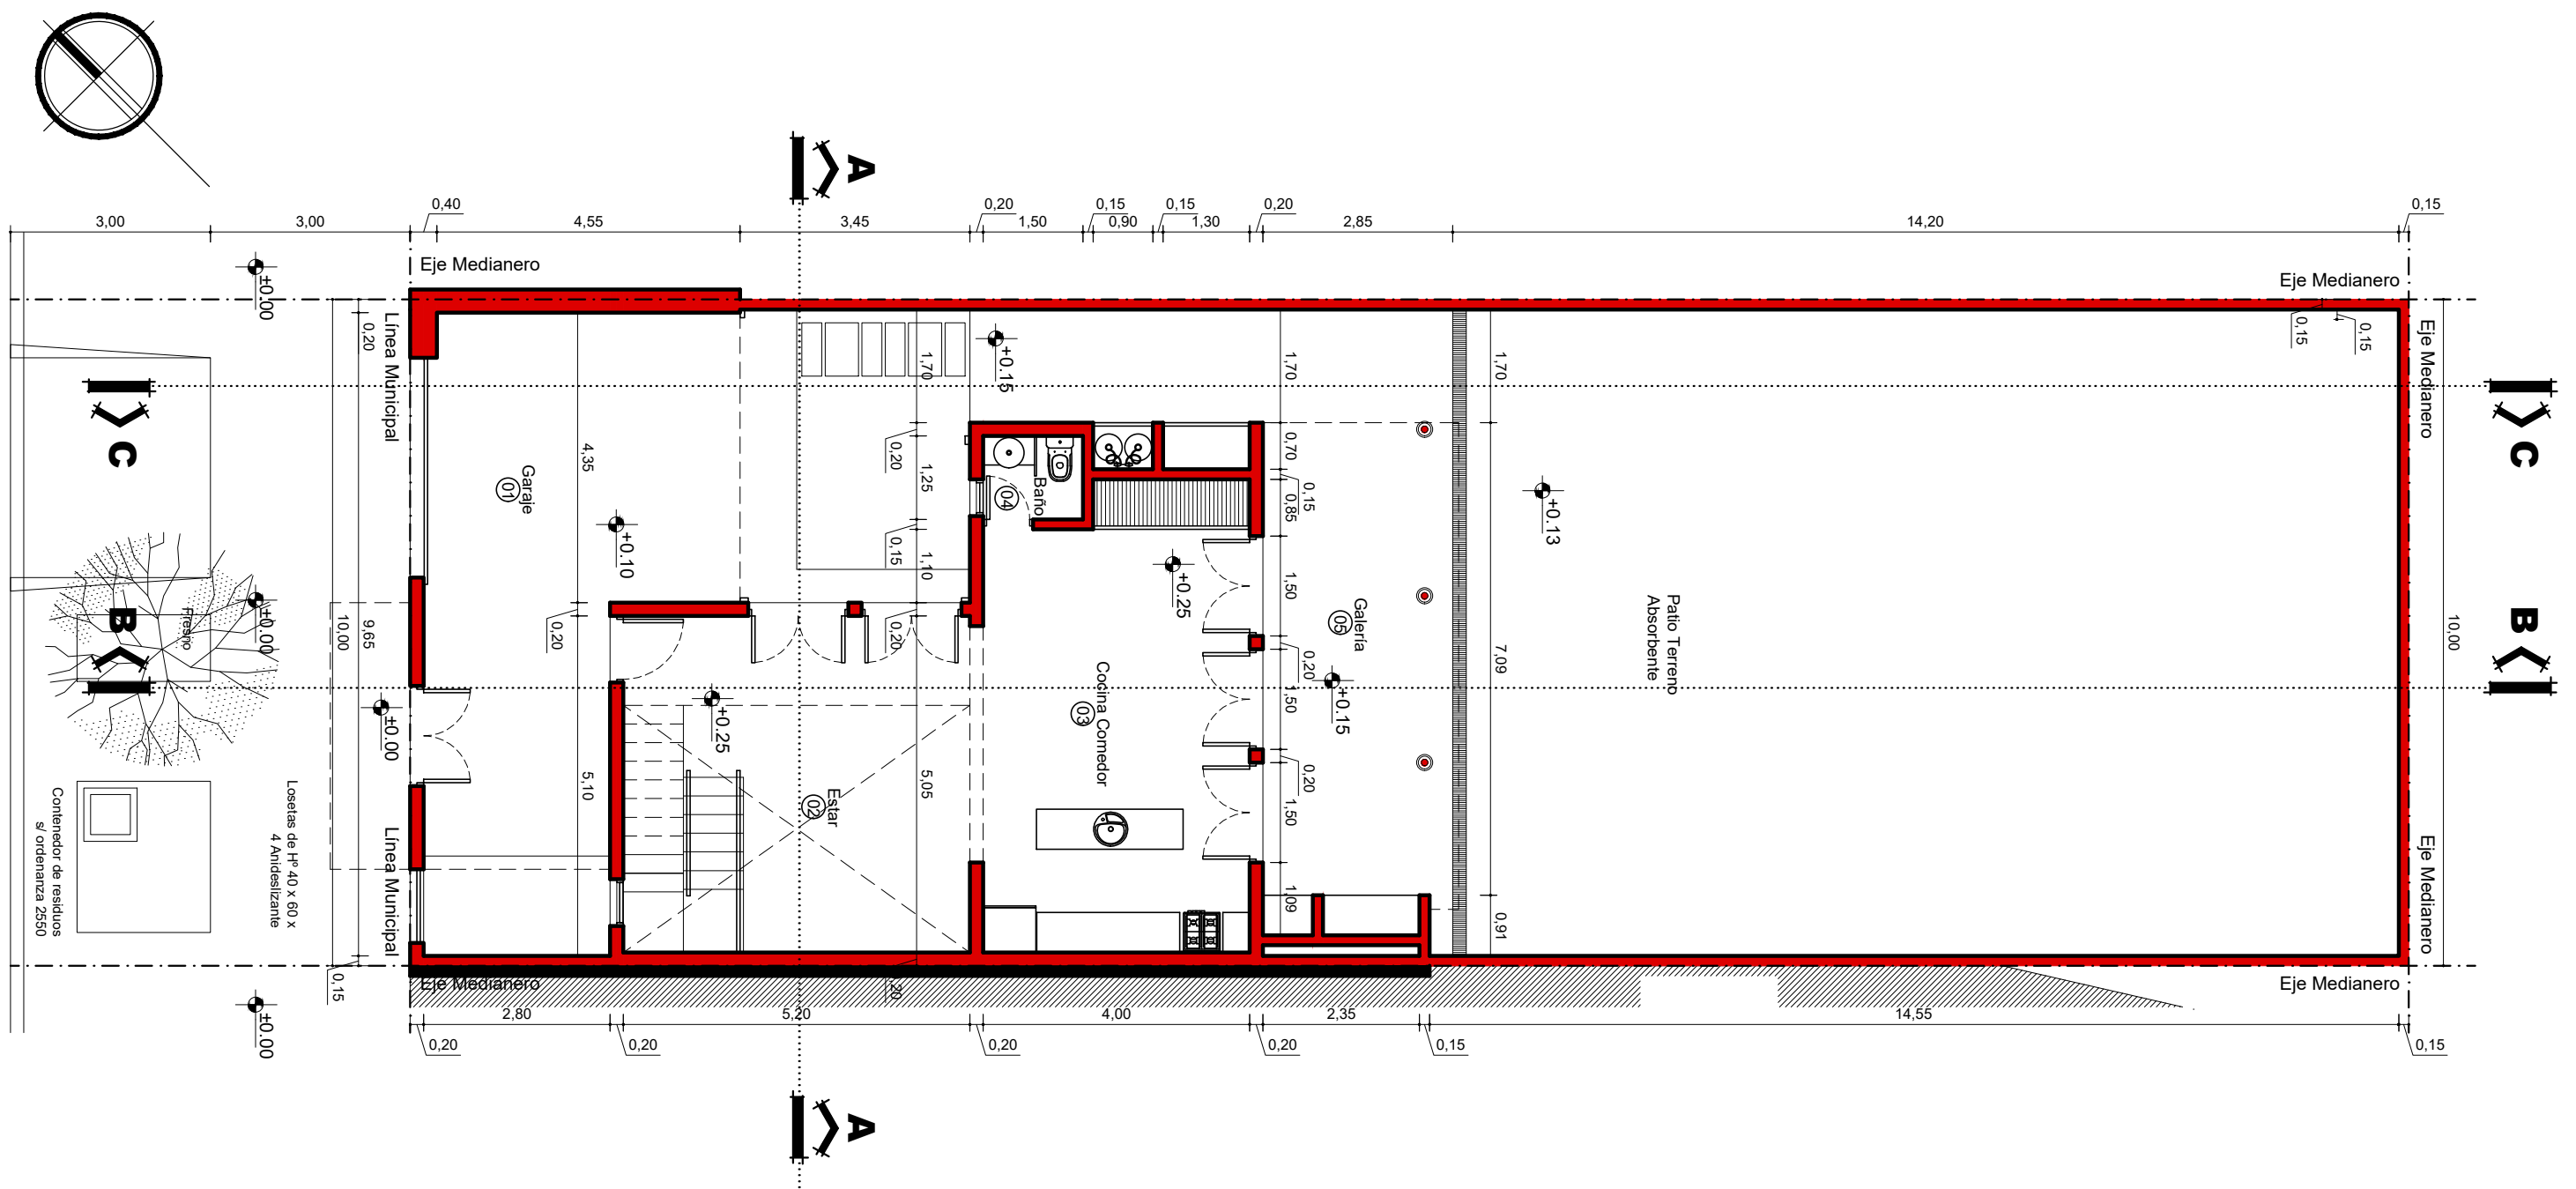 A
0,40
0,20
0,15
0,15
0,20
0,15
3,00
3,00
4,55
3,45
1,50
0,90
1,30
2,85
14,20
Eje Medianero
Eje Medianero
±0.00
Línea Municipal
0,20
1,70
+0.15
1,70
1,70
0,15
0,15
Eje Medianero
C
C
4,35
0,20
1,25
0,70
0,15
0,85
Garaje
01
Baño
04
+0.10
0,15
1,10
+0.25
+0.13
1,50
Fresno
±0.00
B
B
10,00
9,65
0,20
0,20
Galería
05
+0.15
0,20
1,50
7,09
Patio Terreno
Absorbente
10,00
±0.00
+0.25
Cocina Comedor
03
5,10
Estar
02
5,05
0,20
1,50
1,09
0,91
Losetas de Hº 40 x 60 x
4 Anideslizante
Contenedor de residuos
s/ ordenanza 2550
Línea Municipal
Eje Medianero
0,15
±0.00
Eje Medianero
0,20
Eje Medianero
2,80
5,20
4,00
2,35
14,55
0,20
0,20
0,20
0,20
0,15
0,15
A